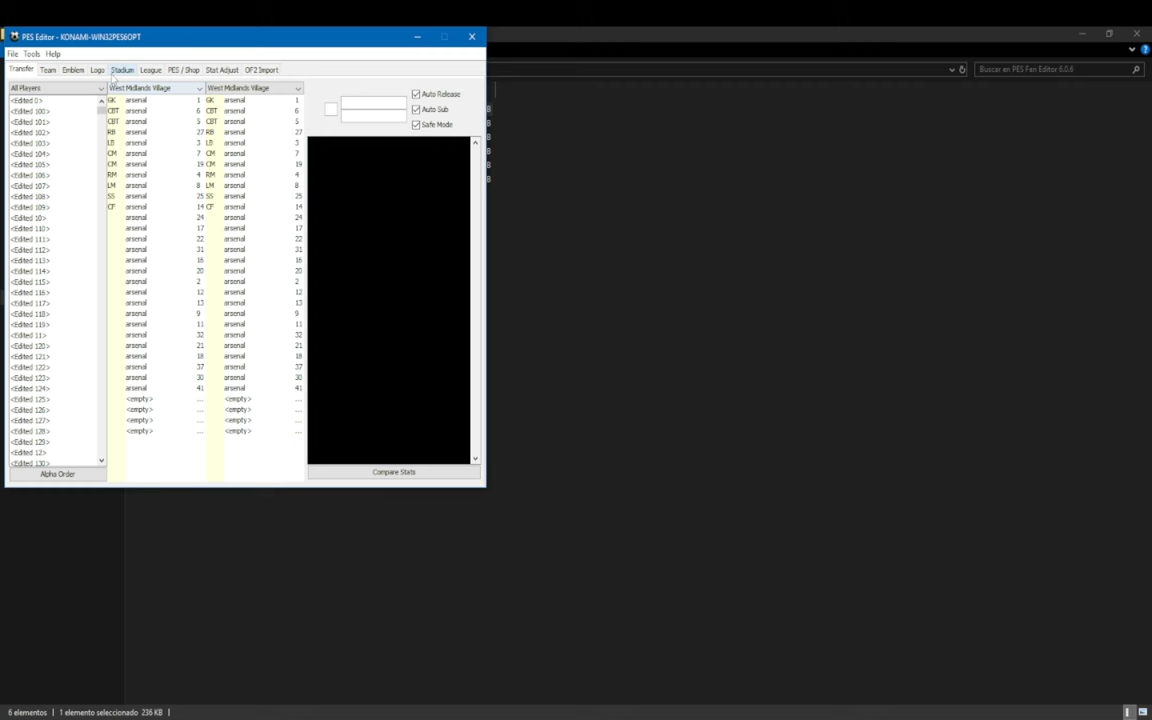 PES Editor - KONAMI-WIN32PES6OPT
File Tools Help
Transfer Team Emblem Logo Stadium League PES / Shop Stat Adjust OF2 Import
Buscar en PES Fan Editor 6.0.6
All Players West Midlands Village West Midlands Village
Auto Release
Auto Sub
Safe Mode
<Edited 0> GK arsenal 1 GK arsenal 1
<Edited 100> CBT arsenal 6 CBT arsenal 6
<Edited 101> CBT arsenal 5 CBT arsenal 5
<Edited 102> RB arsenal 27 RB arsenal 27
<Edited 103> LB arsenal 3 LB arsenal 3
<Edited 104> CM arsenal 7 CM arsenal 7
<Edited 105> CM arsenal 19 CM arsenal 19
<Edited 106> RM arsenal 4 RM arsenal 4
<Edited 107> LM arsenal 8 LM arsenal 8
<Edited 108> SS arsenal 25 SS arsenal 25
<Edited 109> CF arsenal 14 CF arsenal 14
<Edited 10> arsenal 24 arsenal 24
<Edited 110> arsenal 17 arsenal 17
<Edited 111> arsenal 22 arsenal 22
<Edited 112> arsenal 31 arsenal 31
<Edited 113> arsenal 16 arsenal 16
<Edited 114> arsenal 20 arsenal 20
<Edited 115> arsenal 2 arsenal 2
<Edited 116> arsenal 12 arsenal 12
<Edited 117> arsenal 13 arsenal 13
<Edited 118> arsenal 9 arsenal 9
<Edited 119> arsenal 11 arsenal 11
<Edited 11> arsenal 32 arsenal 32
<Edited 120> arsenal 21 arsenal 21
<Edited 121> arsenal 18 arsenal 18
<Edited 122> arsenal 37 arsenal 37
<Edited 123> arsenal 30 arsenal 30
<Edited 124> arsenal 41 arsenal 41
<Edited 125> <empty> ... <empty> ...
<Edited 126> <empty> ... <empty> ...
<Edited 127> <empty> ... <empty> ...
<Edited 128> <empty> ... <empty> ...
<Edited 129>
<Edited 12>
<Edited 130>
Alpha Order
Compare Stats
6 elementos 1 elemento seleccionado 236 KB